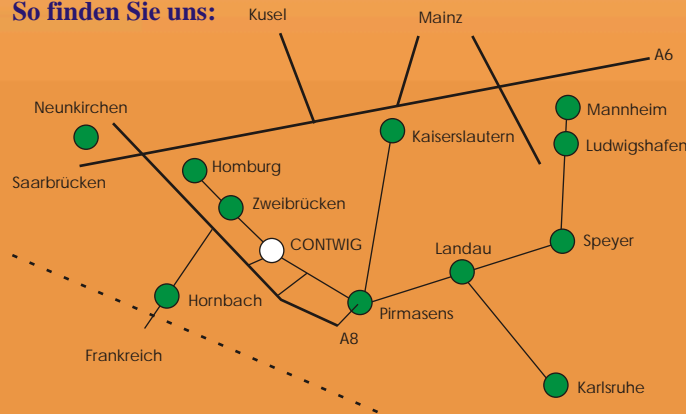 So finden Sie uns:
Kusel
Mainz
A6
Neunkirchen
Mannheim
Kaiserslautern
Ludwigshafen
Homburg
Saarbrücken
Zweibrücken
CONTWIG
Landau
Speyer
Hornbach
Pirmasens
A8
Frankreich
Karlsruhe